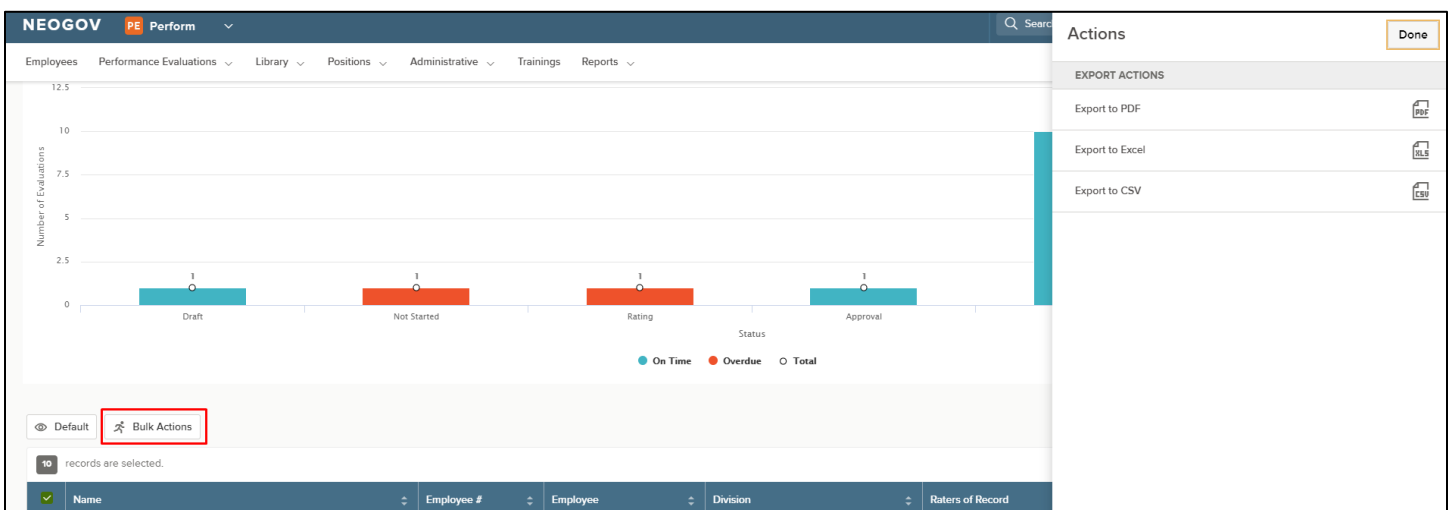 NEOGOV PE Perform Searc
Actions Done
Employees Performance Evaluations Library Positions Administrative Trainings Reports
EXPORT ACTIONS
Export to PDF PDF
Export to Excel XLS
Export to CSV CSV
Number of Evaluations
12.5
10
7.5
5
2.5
0
1 1 1 1
Draft Not Started Rating Approval
Status
On Time Overdue Total
Default Bulk Actions
10 records are selected.
Name Employee # Employee Division Raters of Record